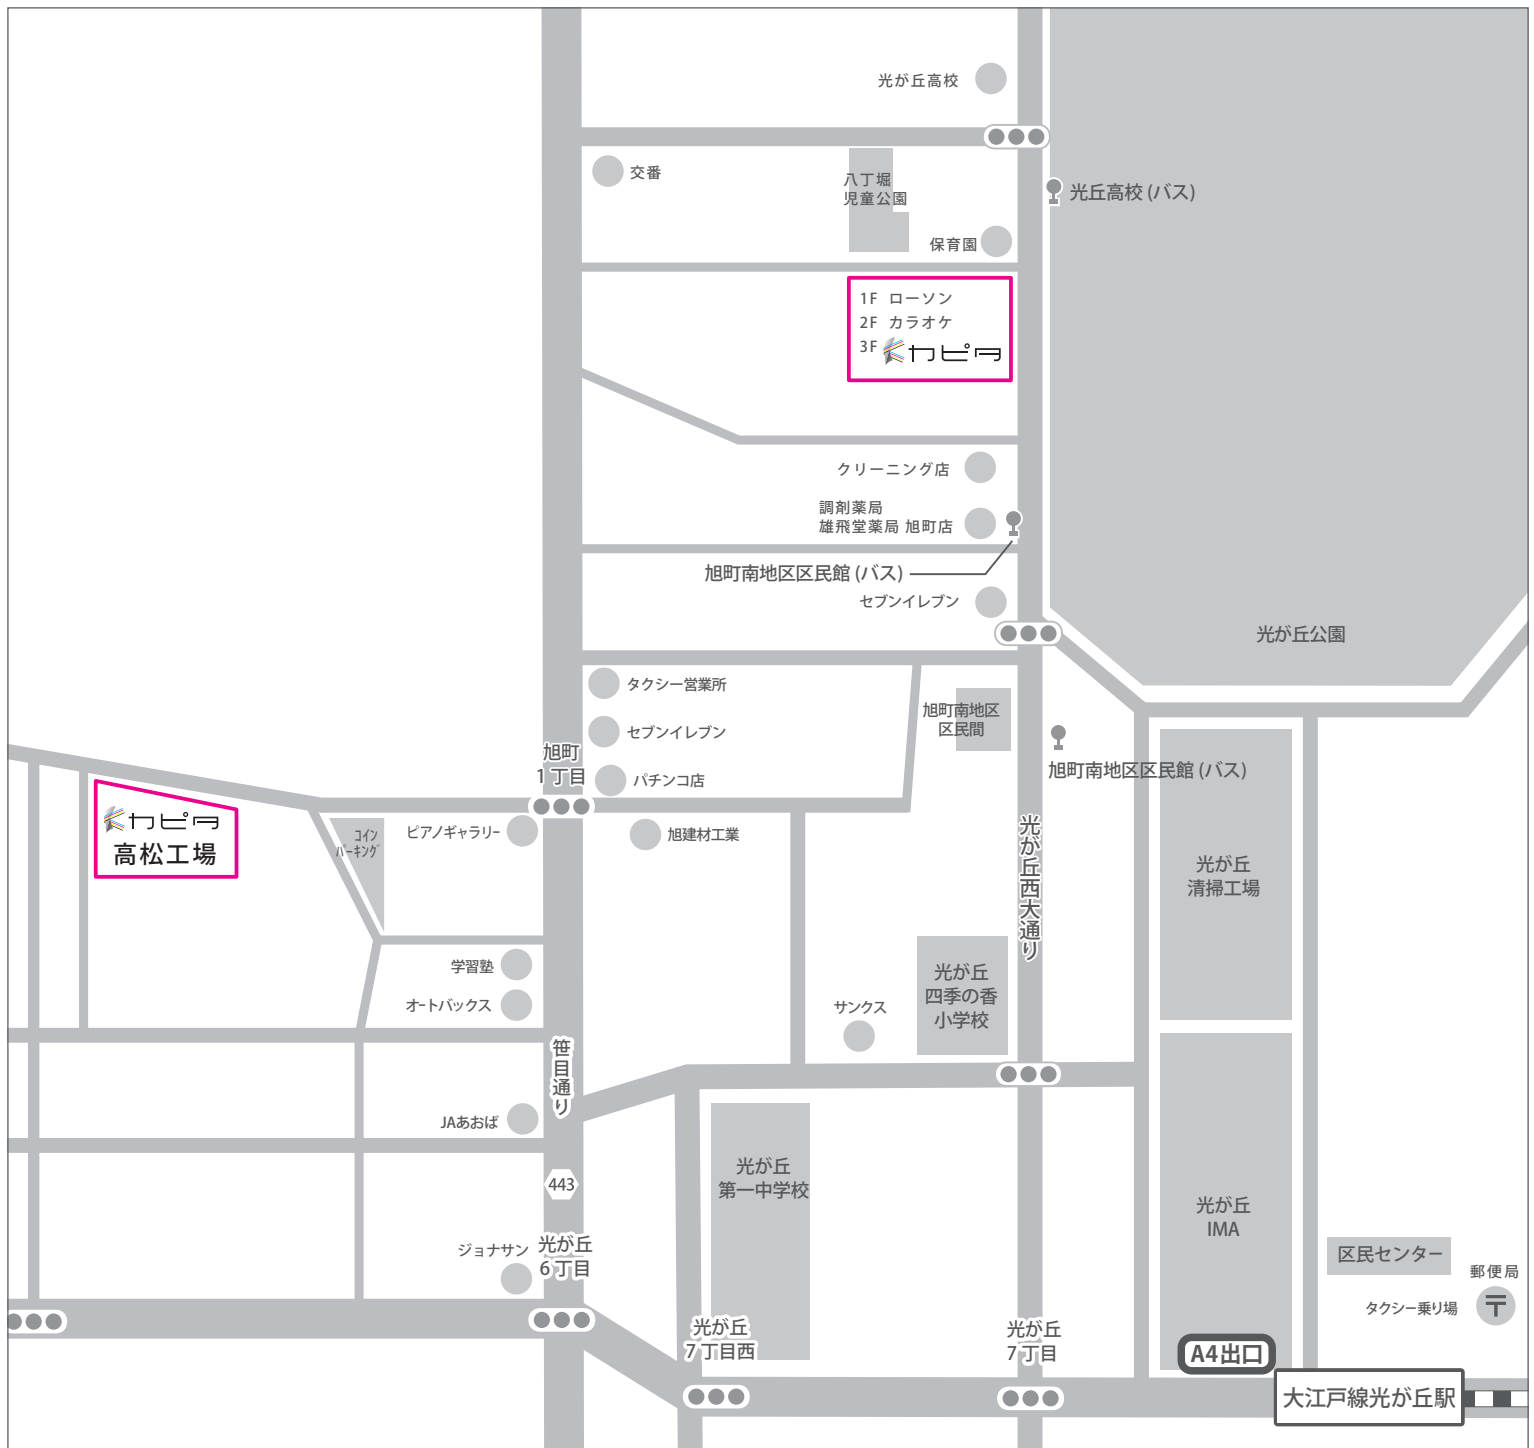 光が丘高校
交番
八丁堀
児童公園
光丘高校 (バス)
保育園
1F ローソン
2F カラオケ
3F カピタ
クリーニング店
調剤薬局
雄飛堂薬局 旭町店
旭町南地区区民館 (バス)
セブンイレブン
光が丘公園
タクシー営業所
セブンイレブン
パチンコ店
旭町
1 丁目
旭町南地区
区民間
旭町南地区区民館 (バス)
カピタ
高松工場
コイン
パーキング
ピアノギャラリー
旭建材工業
光が丘西大通り
光が丘
清掃工場
学習塾
オートバックス
サンクス
光が丘
四季の香
小学校
笹目通り
JAあおば
443
光が丘
第一中学校
光が丘
IMA
ジョナサン
光が丘
6 丁目
区民センター
郵便局
〒
タクシー乗り場
光が丘
7 丁目西
光が丘
7 丁目
A4出口
大江戸線光が丘駅